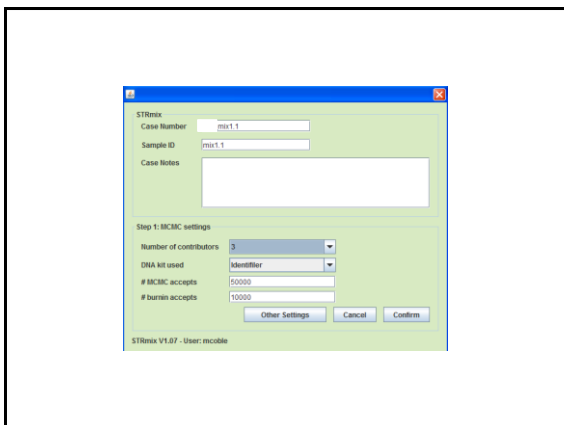 STRmix
Case Number mix1.1
Sample ID mix1.1
Case Notes
Step 1: MCMC settings
Number of contributors 3
DNA kit used Identifiler
# MCMC accepts 50000
# burnin accepts 10000
Other Settings Cancel Confirm
STRmix V1.07 - User: mcoble